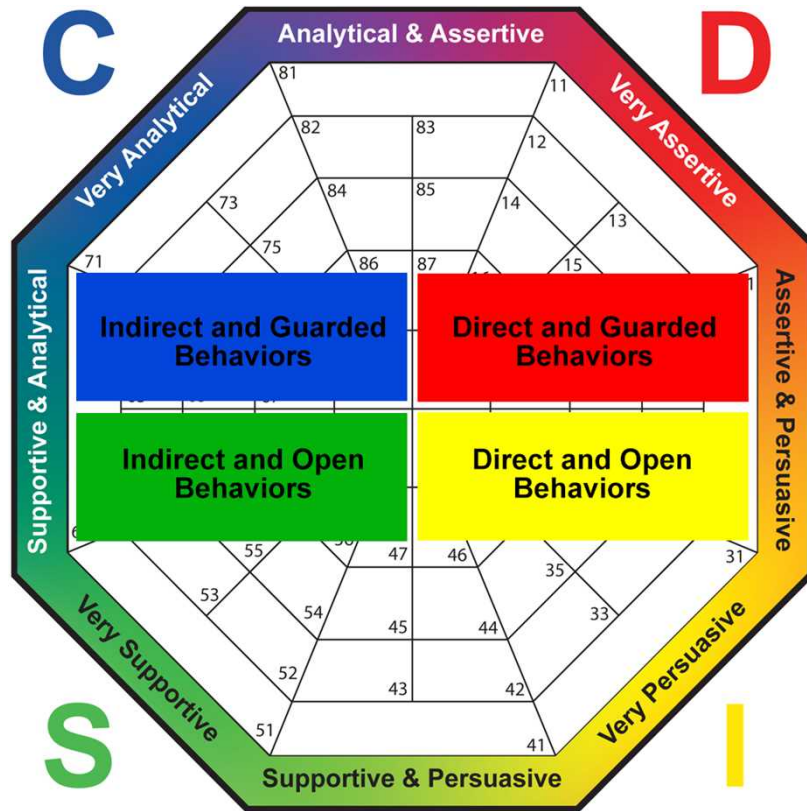 C
Analytical & Assertive
D
Very Analytical
Very Assertive
81
11
82
83
12
73
84
85
14
13
75
15
71
86
87
Supportive & Analytical
Indirect and Guarded
Behaviors
Direct and Guarded
Behaviors
Assertive & Persuasive
Indirect and Open
Behaviors
Direct and Open
Behaviors
55
47
46
35
31
53
54
45
44
33
52
43
42
51
41
Very Supportive
Very Persuasive
S
Supportive & Persuasive
I